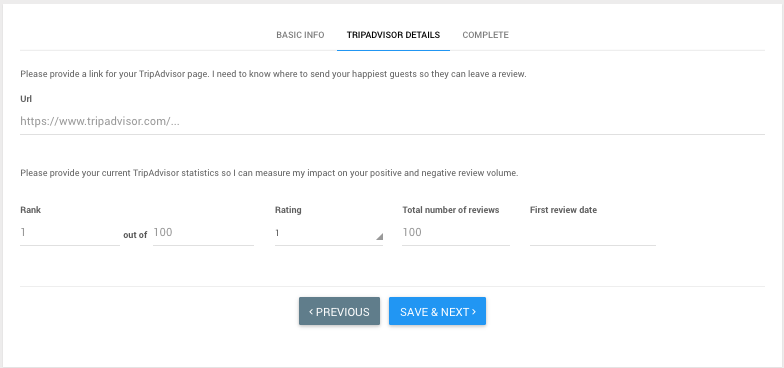 BASIC INFO TRIPADVISOR DETAILS COMPLETE
Please provide a link for your TripAdvisor page. I need to know where to send your happiest guests so they can leave a review.
Url
https://www.tripadvisor.com/...
Please provide your current TripAdvisor statistics so I can measure my impact on your positive and negative review volume.
Rank Rating Total number of reviews First review date
1 out of 100 1 100
‹ PREVIOUS SAVE & NEXT ›